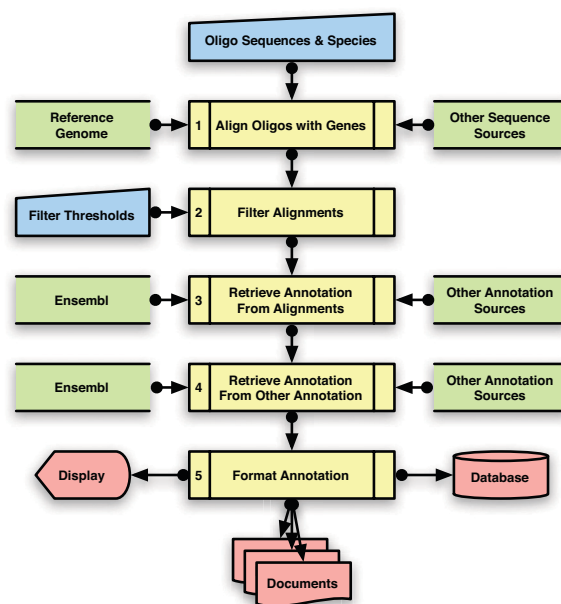 Oligo Sequences & Species
Reference
Genome
1
Align Oligos with Genes
Other Sequence
Sources
Filter Thresholds
2
Filter Alignments
Ensembl
3
Retrieve Annotation
From Alignments
Other Annotation
Sources
Ensembl
4
Retrieve Annotation
From Other Annotation
Other Annotation
Sources
Display
5
Format Annotation
Database
Documents